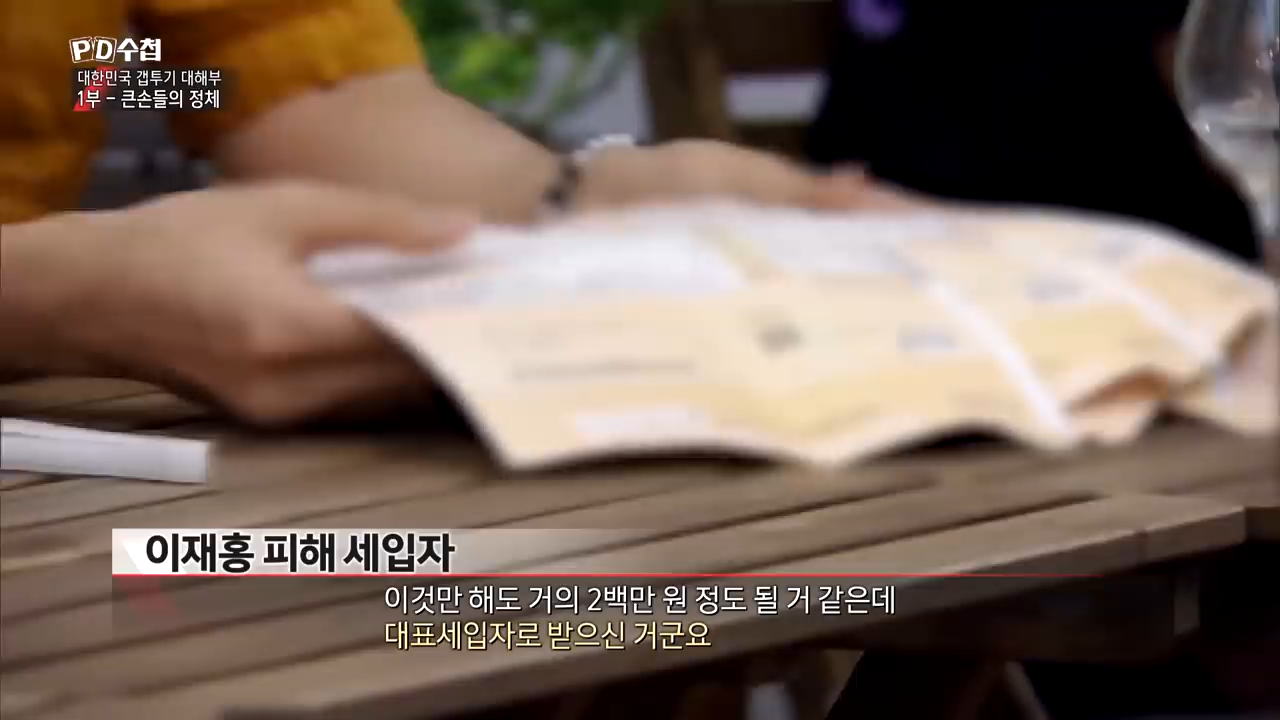 PD수첩
대한민국 갭투기 대해부
1부 - 큰손들의 정체
이재홍 피해 세입자
이것만 해도 거의 2백만 원 정도 될 거 같은데
대표세입자로 받으신 거군요